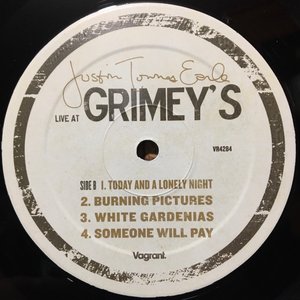 Justin Townes Earle
LIVE AT GRIMEY'S
VR4284
SIDE B 1. TODAY AND A LONELY NIGHT
2. BURNING PICTURES
3. WHITE GARDENIAS
4. SOMEONE WILL PAY
Vagrant.